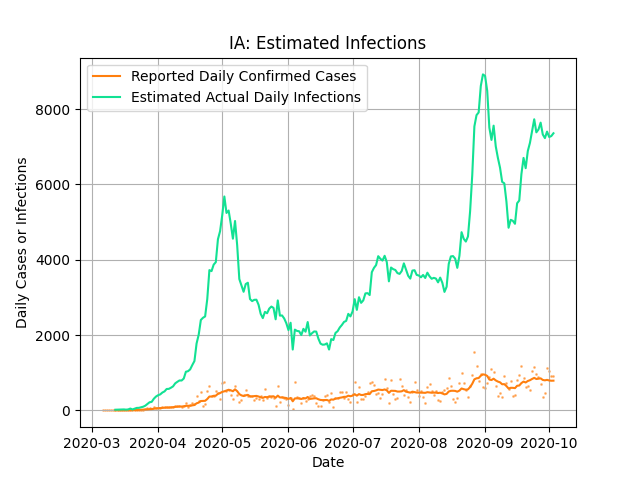 IA: Estimated Infections
Reported Daily Confirmed Cases
Estimated Actual Daily Infections
Daily Cases or Infections
8000
6000
4000
2000
0
2020-03 2020-04 2020-05 2020-06 2020-07 2020-08 2020-09 2020-10
Date